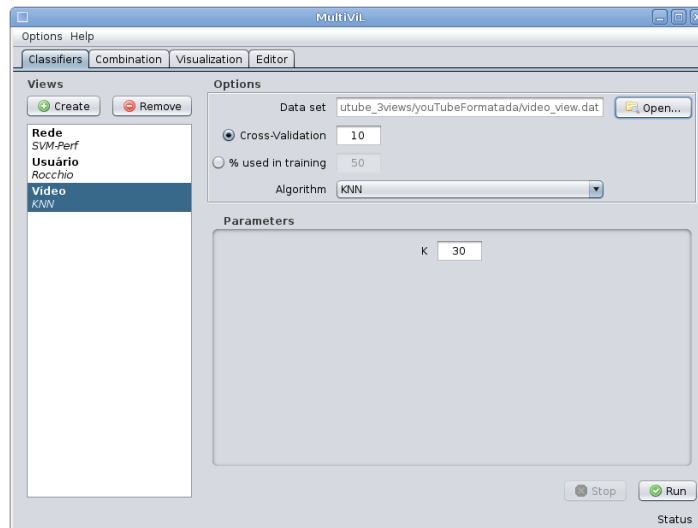 MultiViL
Options Help
Classifiers Combination Visualization Editor
Views
Create Remove
Rede
SVM-Perf
Usuário
Rocchio
Vídeo
KNN
Options
Data set utube_3views/youTubeFormatada/video_view.dat Open...
Cross-Validation 10
% used in training 50
Algorithm KNN
Parameters
K 30
Stop Run
Status